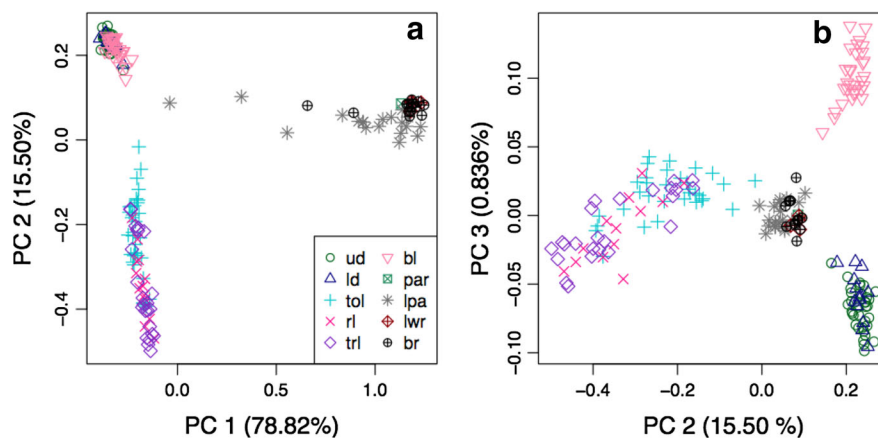 a
PC 2 (15.50%)
0.2
0.0
−0.2
−0.4
ud
ld
tol
rl
trl
bl
par
lpa
lwr
br
0.0
0.5
1.0
PC 1 (78.82%)
b
PC 3 (0.836%)
0.10
0.05
0.00
−0.05
−0.10
−0.4
−0.2
0.0
0.2
PC 2 (15.50 %)